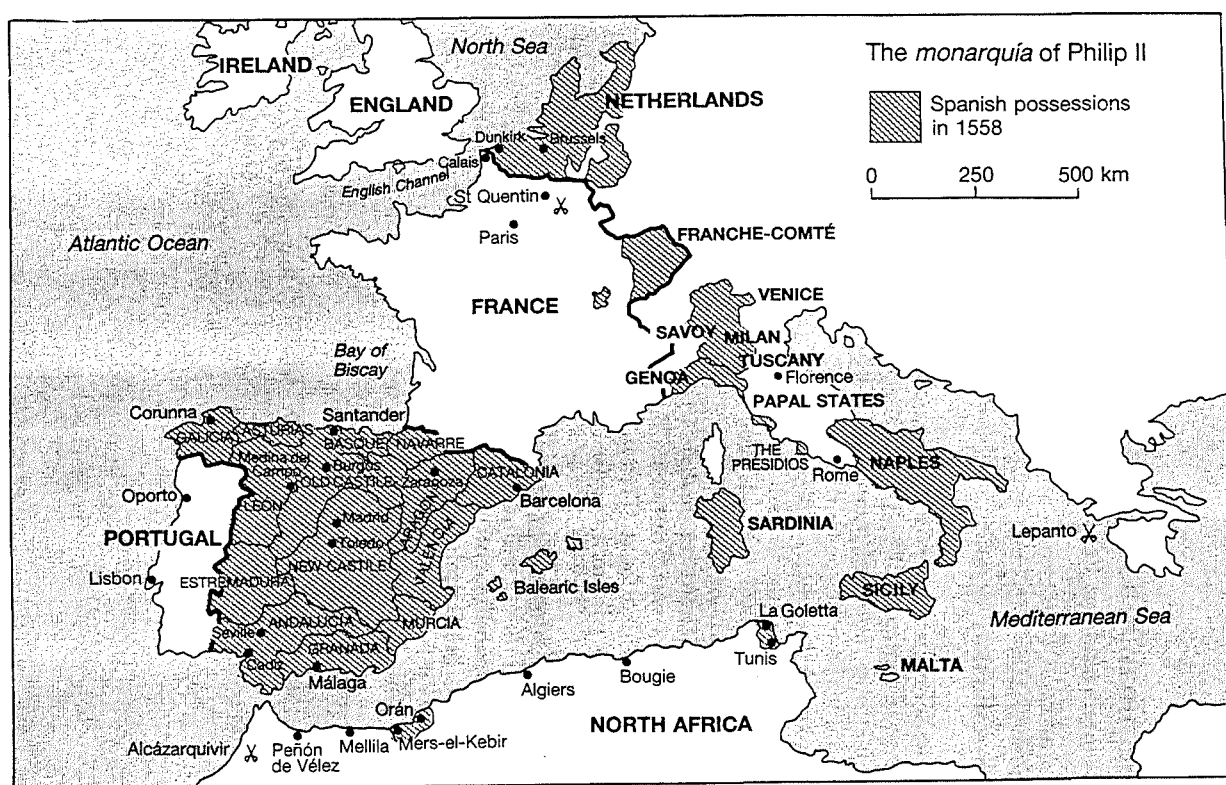 The monarquía of Philip II
Spanish possessions
in 1558
0 250 500 km
North Sea
IRELAND
ENGLAND
NETHERLANDS
Dunkirk
Brussels
Calais
English Channel
St Quentin
Paris
Atlantic Ocean
FRANCHE-COMTÉ
FRANCE
VENICE
SAVOY
MILAN
TUSCANY
Bay of
Biscay
GENOA
Florence
PAPAL STATES
Corunna
Santander
GALICIA
ASTURIAS
BASQUE
NAVARRE
Medina del
Campo
Burgos
CATALONIA
THE
PRESIDIOS
Rome
NAPLES
OLD CASTILE
Zaragoza
Oporto
LEON
Barcelona
Madrid
ARAGON
SARDINIA
Lepanto
PORTUGAL
Toledo
VALENCIA
NEW CASTILE
Lisbon
ESTREMADURA
Balearic Isles
SICILY
La Goletta
Mediterranean Sea
ANDALUCIA
MURCIA
Seville
GRANADA
Tunis
Cadiz
MALTA
Málaga
Algiers
Bougie
Orán
NORTH AFRICA
Alcázarquivir
Peñón
de Vélez
Mellila
Mers-el-Kebir